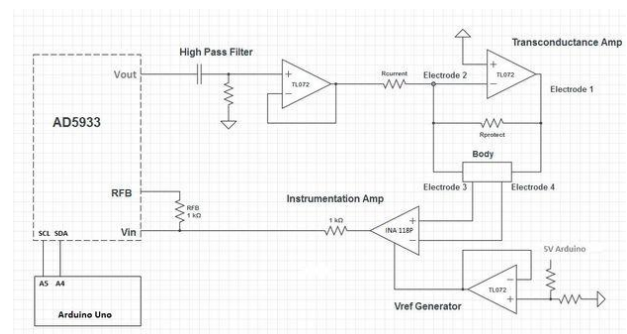 High Pass Filter
Transconductance Amp
Vout
TL072
Rcurrent
Electrode 2
TL072
Electrode 1
AD5933
Rprotect
Body
RFB
Electrode 3
Electrode 4
Instrumentation Amp
RFB
1 kΩ
1 kΩ
INA 118P
SCL SDA
Vin
5V Arduino
A5 A4
TL072
Vref Generator
Arduino Uno